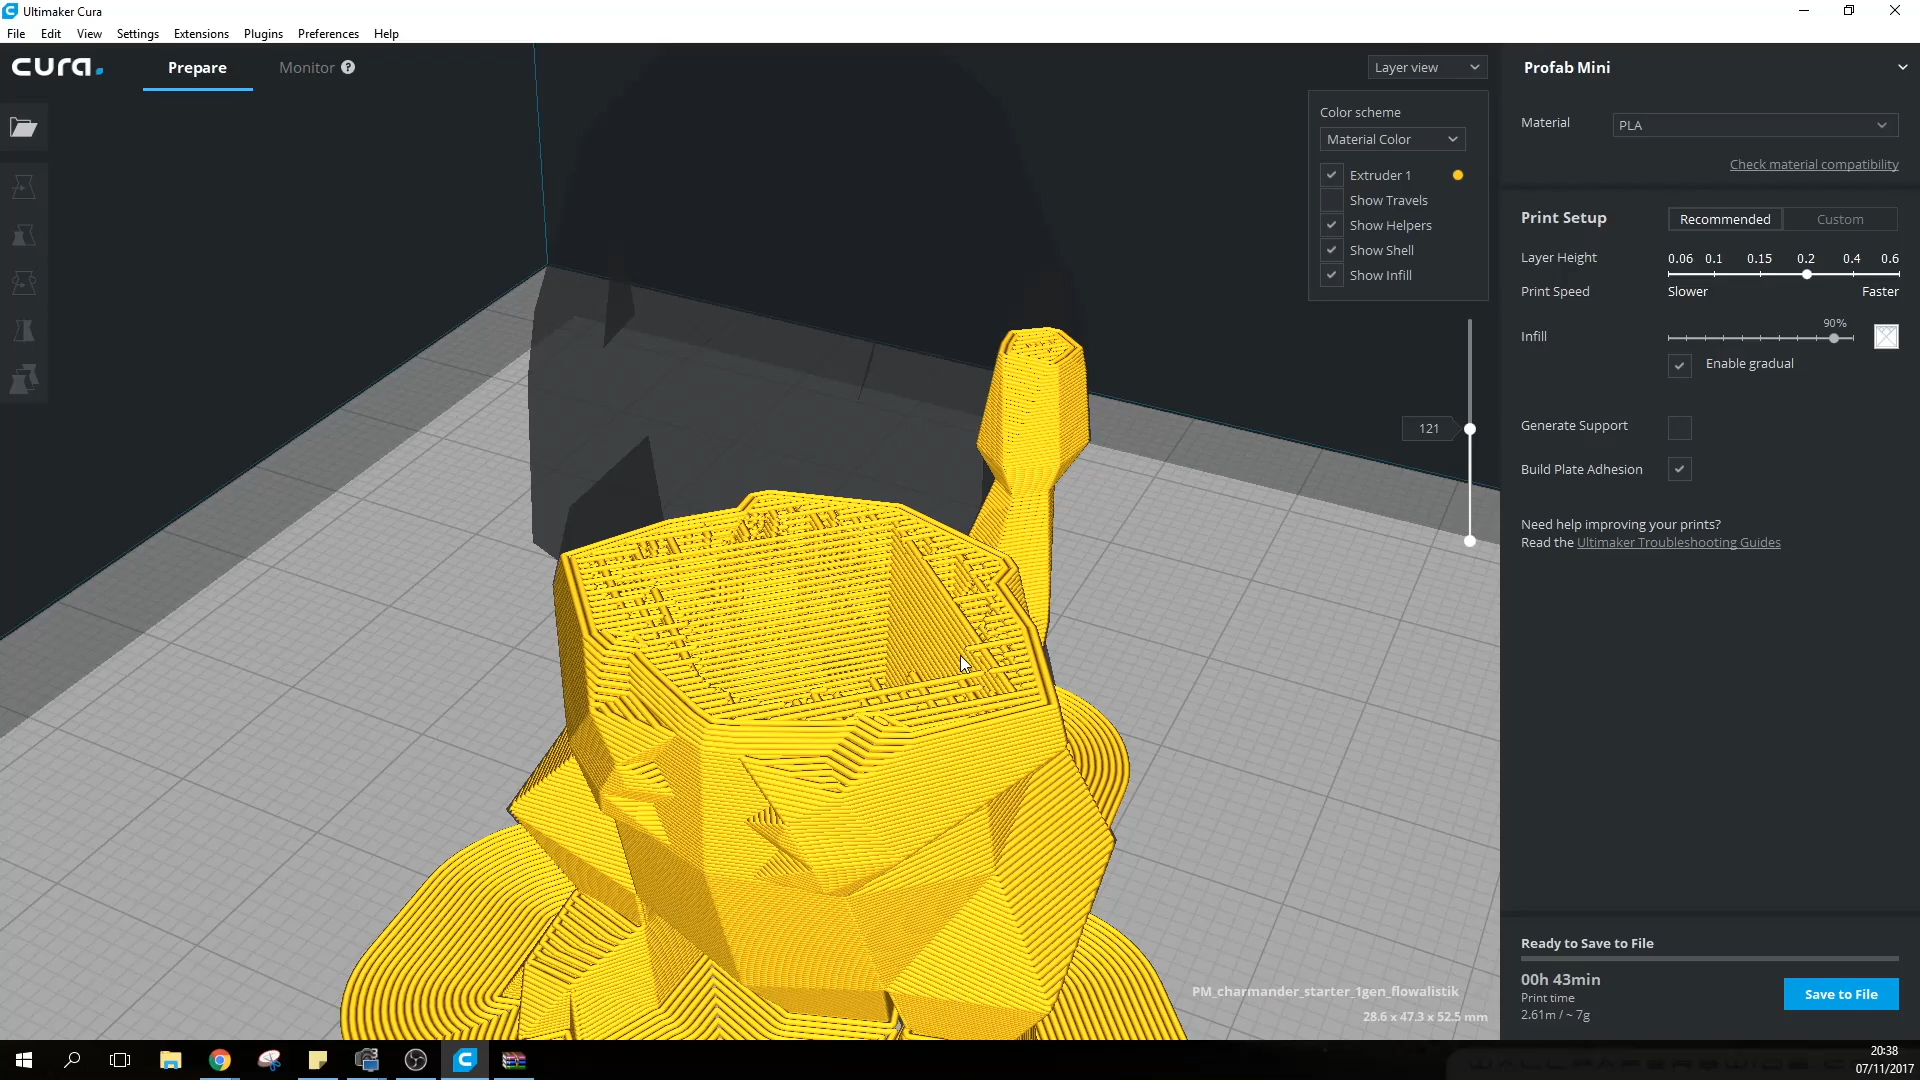 Ultimaker Cura
File Edit View Settings Extensions Plugins Preferences Help
cura. Prepare Monitor ?
Layer view
Color scheme
Material Color
Extruder 1
Show Travels
Show Helpers
Show Shell
Show Infill
121
Profab Mini
Material PLA
Check material compatibility
Print Setup Recommended Custom
Layer Height 0.06 0.1 0.15 0.2 0.4 0.6
Print Speed Slower Faster
90%
Infill
Enable gradual
Generate Support
Build Plate Adhesion
Need help improving your prints?
Read the Ultimaker Troubleshooting Guides
PM_charmander_starter_1gen_flowalistik
28.6 x 47.3 x 52.5 mm
Ready to Save to File
00h 43min
Print time
2.61m / ~ 7g
Save to File
20:38
07/11/2017